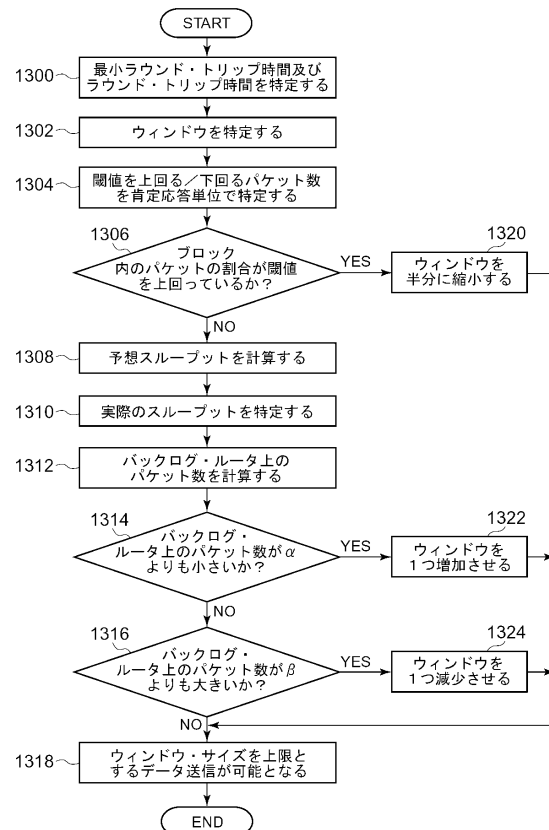 START
1300
最小ラウンド・トリップ時間及び
ラウンド・トリップ時間を特定する
1302
ウィンドウを特定する
1304
閾値を上回る／下回るパケット数
を肯定応答単位で特定する
1306
ブロック
内のパケットの割合が閾値
を上回っているか？
YES
1320
ウィンドウを
半分に縮小する
NO
1308
予想スループットを計算する
1310
実際のスループットを特定する
1312
バックログ・ルータ上の
パケット数を計算する
1314
バックログ・
ルータ上のパケット数がα
よりも小さいか？
YES
1322
ウィンドウを
1つ増加させる
NO
1316
バックログ・
ルータ上のパケット数がβ
よりも大きいか？
YES
1324
ウィンドウを
1つ減少させる
NO
1318
ウィンドウ・サイズを上限と
するデータ送信が可能となる
END